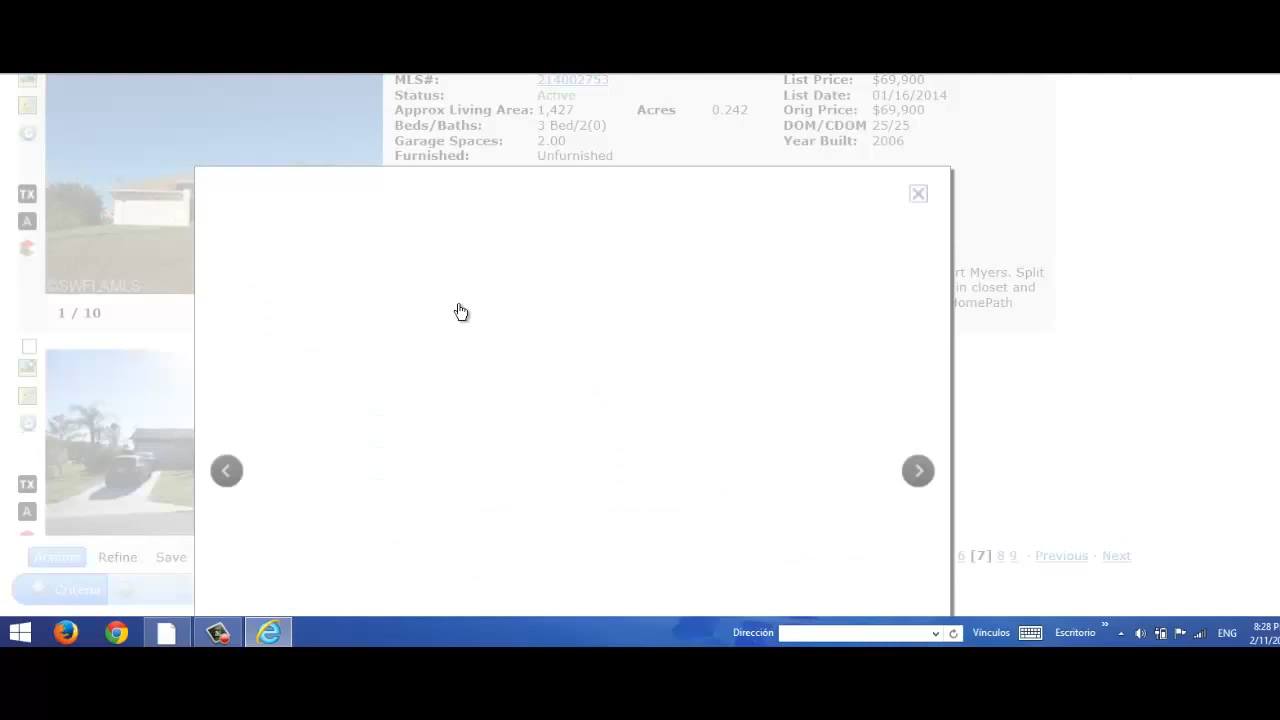 MLS#: 214002753 List Price: $69,900
Status: Active List Date: 01/16/2014
Approx Living Area: 1,427 Acres 0.242 Orig Price: $69,900
Beds/Baths: 3 Bed/2(0) DOM/CDOM 25/25
Garage Spaces: 2.00 Year Built: 2006
Furnished: Unfurnished
TX
A
rt Myers. Split
©SWFLAMLS in closet and
HomePath
1 / 10
TX
A
Actions Refine Save 6 [7] 8 9 · Previous · Next
Criteria
Dirección Vínculos Escritorio ENG 8:28 P
2/11/20